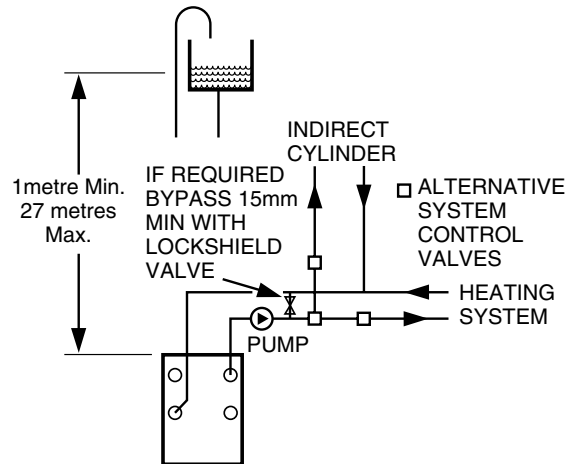 1metre Min.
27 metres
Max.
IF REQUIRED
BYPASS 15mm
MIN WITH
LOCKSHIELD
VALVE
INDIRECT
CYLINDER
ALTERNATIVE
SYSTEM
CONTROL
VALVES
HEATING
SYSTEM
PUMP